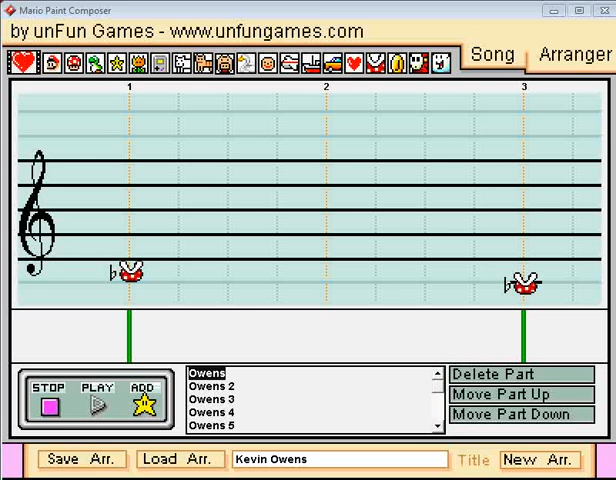 Mario Paint Composer
by unFun Games - www.unfungames.com
Song
Arranger
1 2 3
STOP PLAY ADD
Owens
Owens 2
Owens 3
Owens 4
Owens 5
Delete Part
Move Part Up
Move Part Down
Save Arr. Load Arr. Kevin Owens Title New Arr.